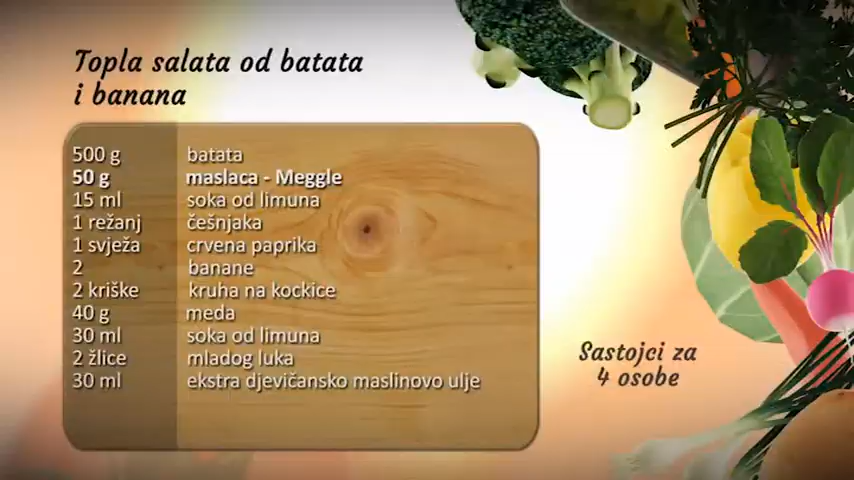 Topla salata od batata
i banana
500 g batata
50 g maslaca - Meggle
15 ml soka od limuna
1 režanj češnjaka
1 svježa crvena paprika
2 banane
2 kriške kruha na kockice
40 g meda
30 ml soka od limuna
2 žlice mladog luka
30 ml ekstra djevičansko maslinovo ulje
Sastojci za
4 osobe